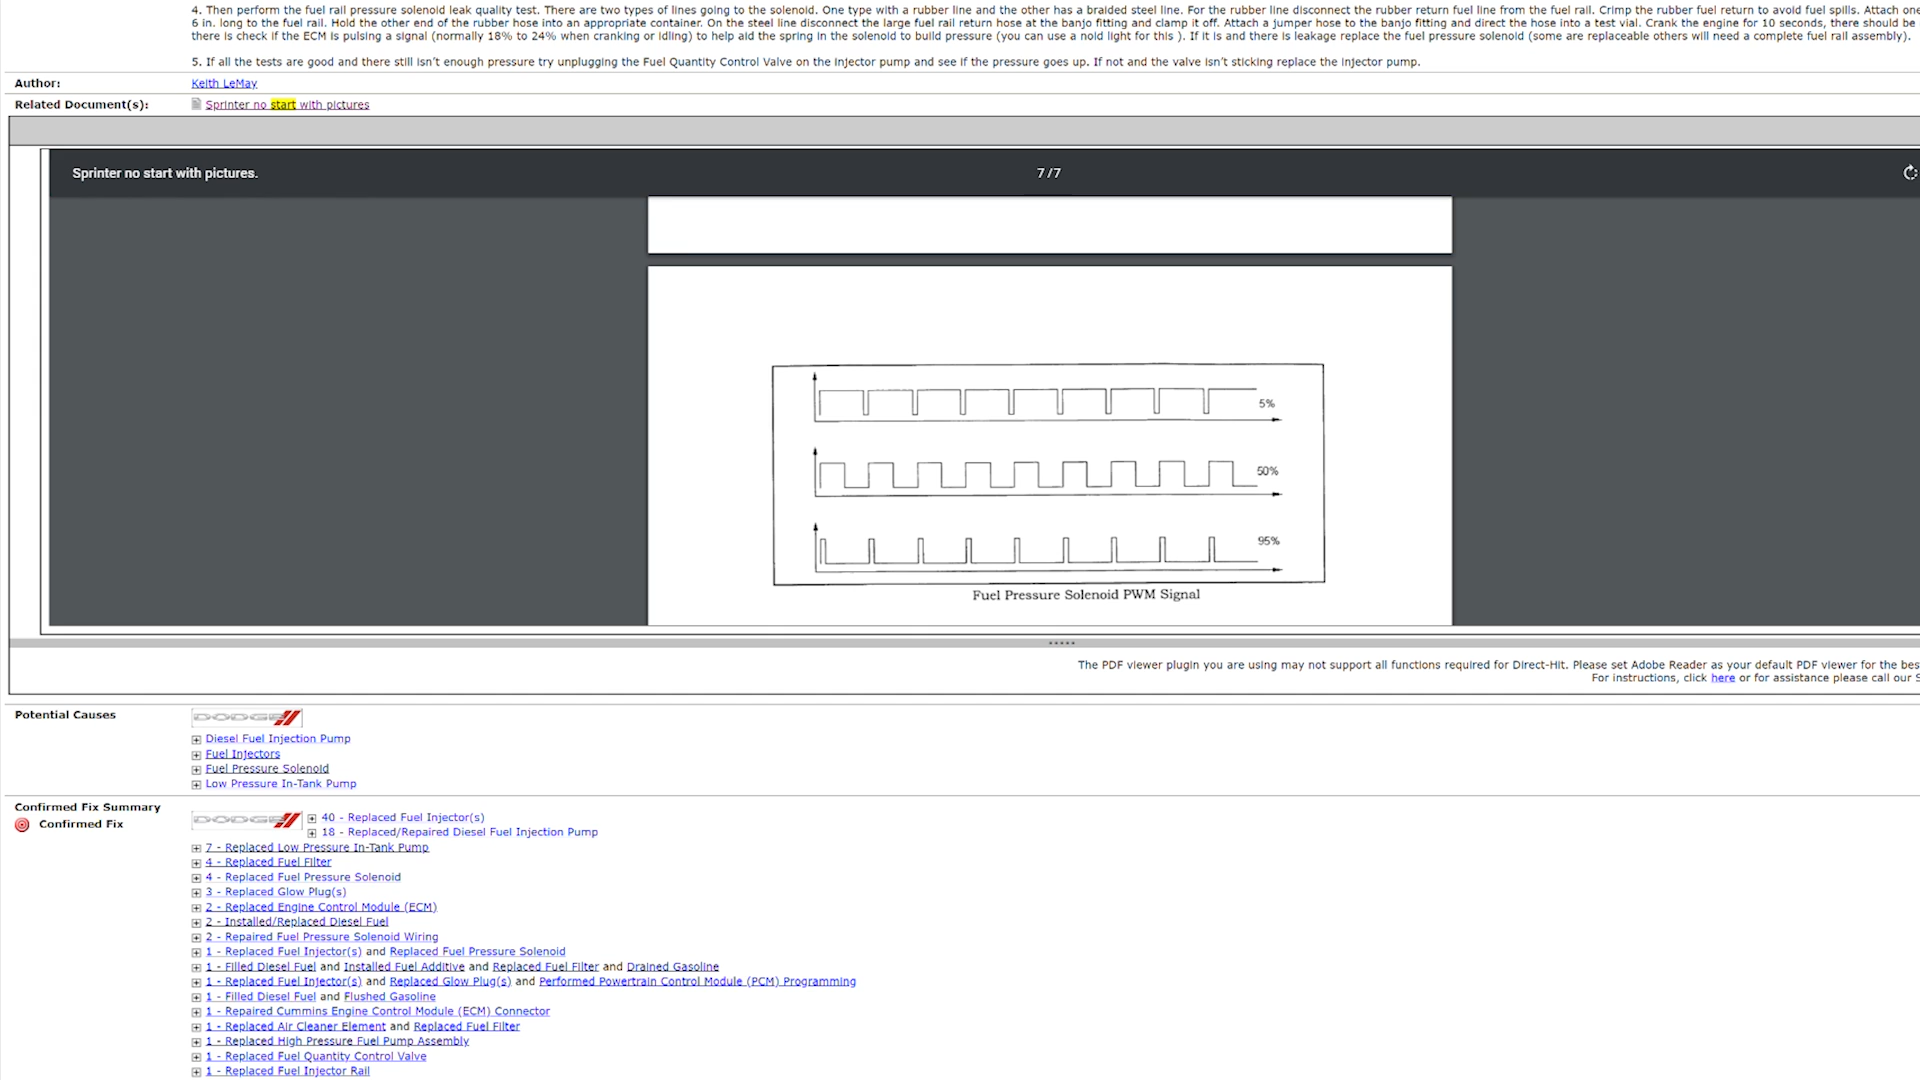 4. Then perform the fuel rail pressure solenoid leak quality test. There are two types of lines going to the solenoid. One type with a rubber line and the other has a braided steel line. For the rubber line disconnect the rubber return fuel line from the fuel rail. Crimp the rubber fuel return to avoid fuel spills. Attach one
6 in. long to the fuel rail. Hold the other end of the rubber hose into an appropriate container. On the steel line disconnect the large fuel rail return hose at the banjo fitting and clamp it off. Attach a jumper hose to the banjo fitting and direct the hose into a test vial. Crank the engine for 10 seconds, there should be
there is check if the ECM is pulsing a signal (normally 18% to 24% when cranking or idling) to help aid the spring in the solenoid to build pressure (you can use a noid light for this ). If it is and there is leakage replace the fuel pressure solenoid (some are replaceable others will need a complete fuel rail assembly).
5. If all the tests are good and there still isn't enough pressure try unplugging the Fuel Quantity Control Valve on the injector pump and see if the pressure goes up. If not and the valve isn't sticking replace the injector pump.
Author: Keith LeMay
Related Document(s): Sprinter no start with pictures
Sprinter no start with pictures. 7 / 7
5%
50%
95%
Fuel Pressure Solenoid PWM Signal
The PDF viewer plugin you are using may not support all functions required for Direct-Hit. Please set Adobe Reader as your default PDF viewer for the bes
For instructions, click here or for assistance please call our S
Potential Causes DODGE
Diesel Fuel Injection Pump
Fuel Injectors
Fuel Pressure Solenoid
Low Pressure In-Tank Pump
Confirmed Fix Summary
Confirmed Fix
DODGE 40 - Replaced Fuel Injector(s)
18 - Replaced/Repaired Diesel Fuel Injection Pump
7 - Replaced Low Pressure In-Tank Pump
4 - Replaced Fuel Filter
4 - Replaced Fuel Pressure Solenoid
3 - Replaced Glow Plug(s)
2 - Replaced Engine Control Module (ECM)
2 - Installed/Replaced Diesel Fuel
2 - Repaired Fuel Pressure Solenoid Wiring
1 - Replaced Fuel Injector(s) and Replaced Fuel Pressure Solenoid
1 - Filled Diesel Fuel and Installed Fuel Additive and Replaced Fuel Filter and Drained Gasoline
1 - Replaced Fuel Injector(s) and Replaced Glow Plug(s) and Performed Powertrain Control Module (PCM) Programming
1 - Filled Diesel Fuel and Flushed Gasoline
1 - Repaired Cummins Engine Control Module (ECM) Connector
1 - Replaced Air Cleaner Element and Replaced Fuel Filter
1 - Replaced High Pressure Fuel Pump Assembly
1 - Replaced Fuel Quantity Control Valve
1 - Replaced Fuel Injector Rail